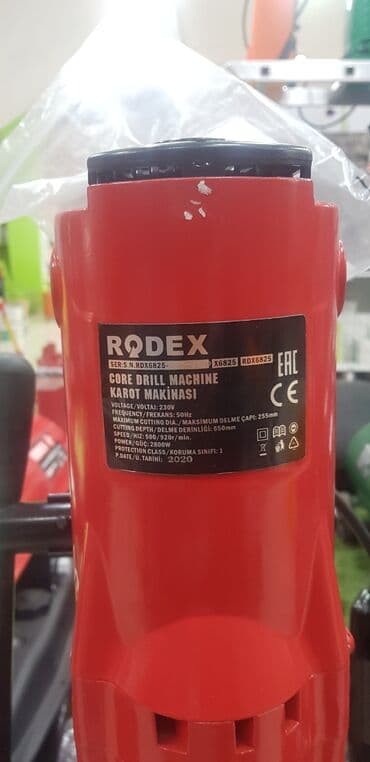 RODEX
SER:S.N.RDX6825- X6825 RDX6825
CORE DRILL MACHINE
KAROT MAKİNASI
VOLTAGE/VOLTAJ: 230V
FREQUENCY/FREKANS: 50Hz
MAXIMUM CUTTING DIA./MAKSİMUM DELME ÇAPI: 255mm
CUTTING DEPTH/DELME DERİNLİĞİ: 650mm
SPEED/HIZ: 500/920r/min.
POWER/GÜÇ: 2800W
PROTECTION CLASS/KORUMA SINIFI: 1
P.DATE/Ü.TARİHİ: 2020
EAC
CE